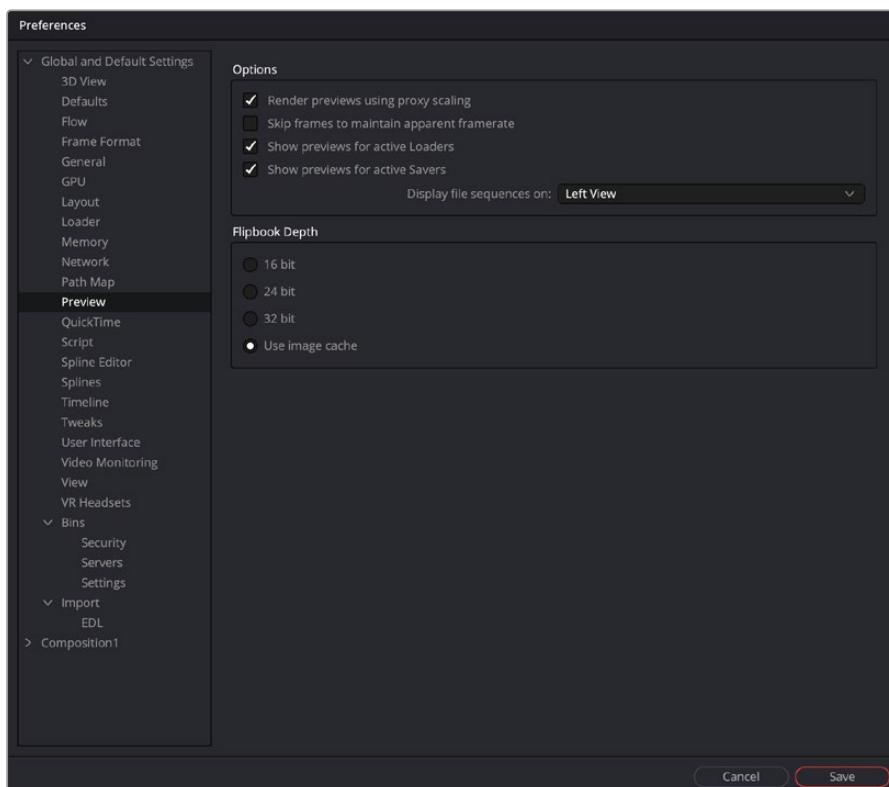 Preferences
Global and Default Settings
3D View
Defaults
Flow
Frame Format
General
GPU
Layout
Loader
Memory
Network
Path Map
Preview
QuickTime
Script
Spline Editor
Splines
Timeline
Tweaks
User Interface
Video Monitoring
View
VR Headsets
Bins
Security
Servers
Settings
Import
EDL
Composition1
Options
Render previews using proxy scaling
Skip frames to maintain apparent framerate
Show previews for active Loaders
Show previews for active Savers
Display file sequences on: Left View
Flipbook Depth
16 bit
24 bit
32 bit
Use image cache
Cancel Save